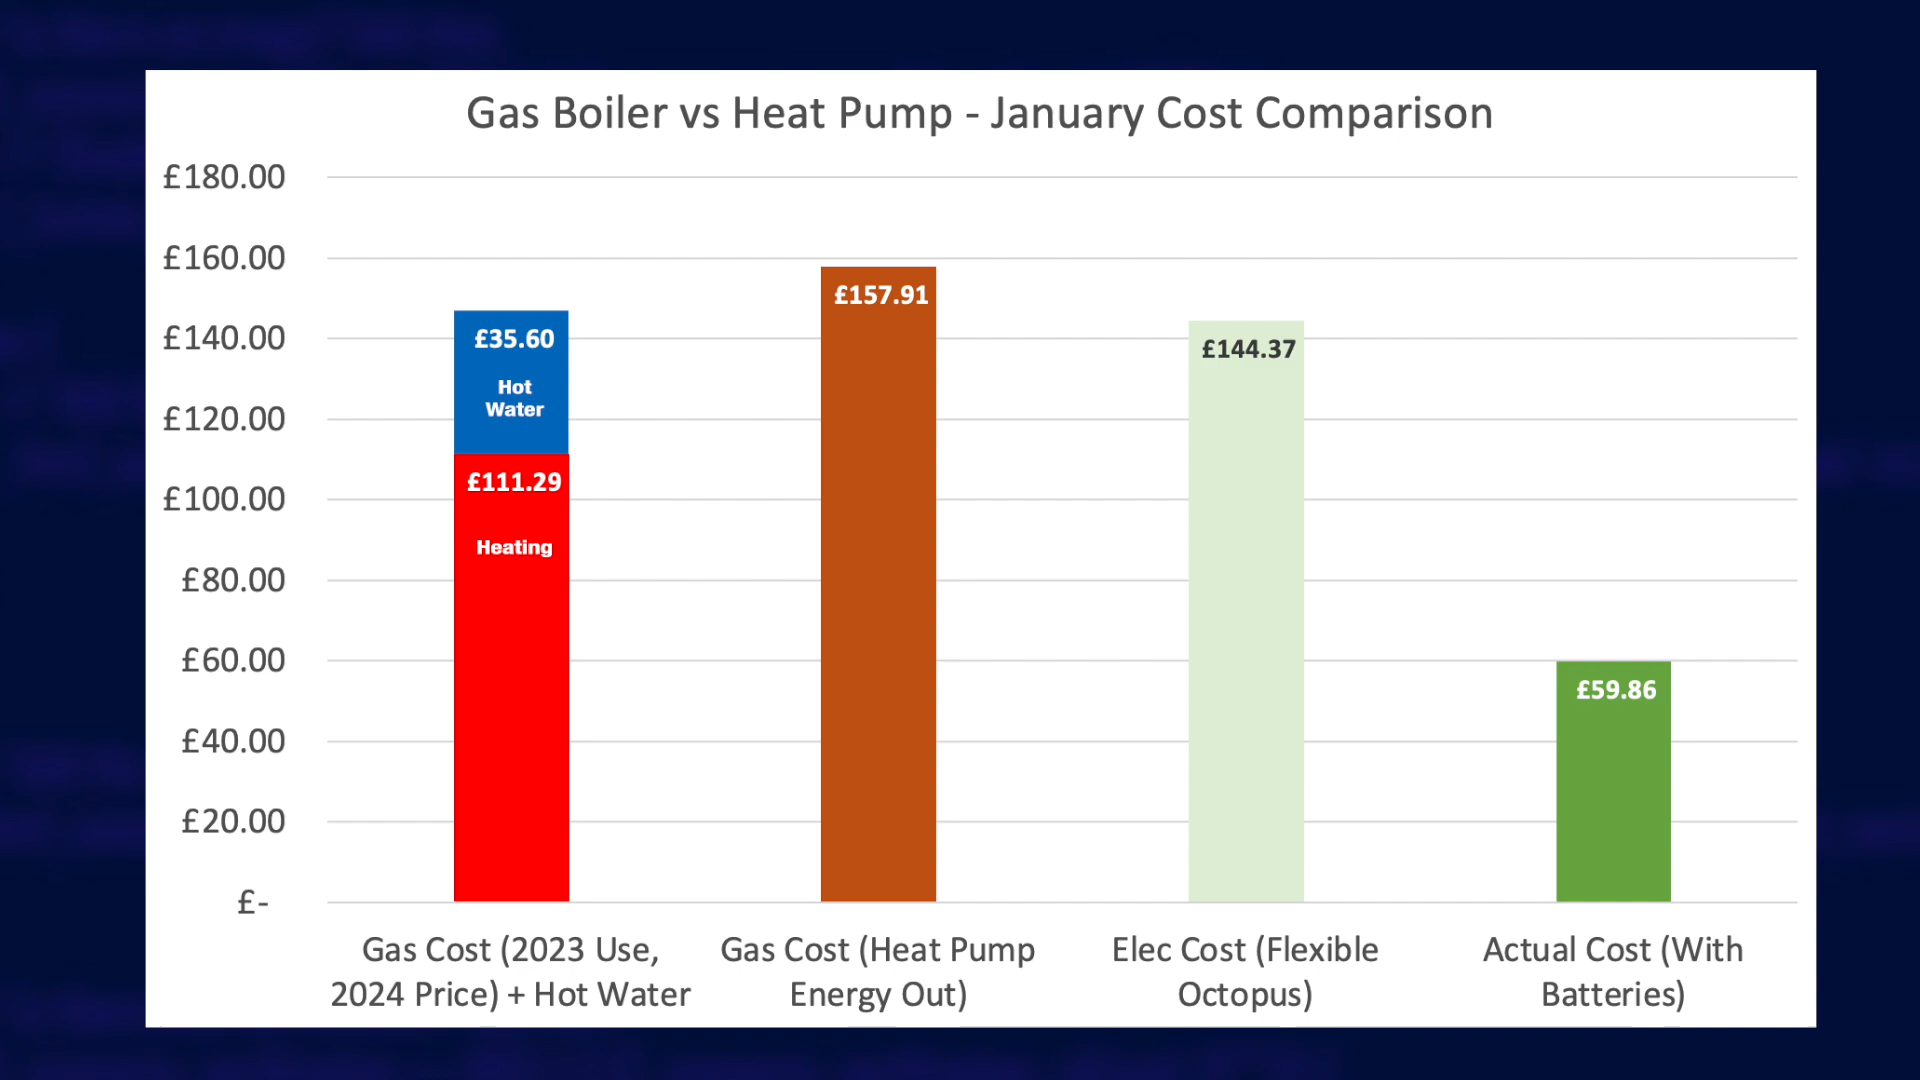 Gas Boiler vs Heat Pump - January Cost Comparison
£180.00
£160.00
£140.00
£120.00
£100.00
£80.00
£60.00
£40.00
£20.00
£-
£35.60
Hot
Water
£111.29
Heating
£157.91
£144.37
£59.86
Gas Cost (2023 Use,
2024 Price) + Hot Water
Gas Cost (Heat Pump
Energy Out)
Elec Cost (Flexible
Octopus)
Actual Cost (With
Batteries)